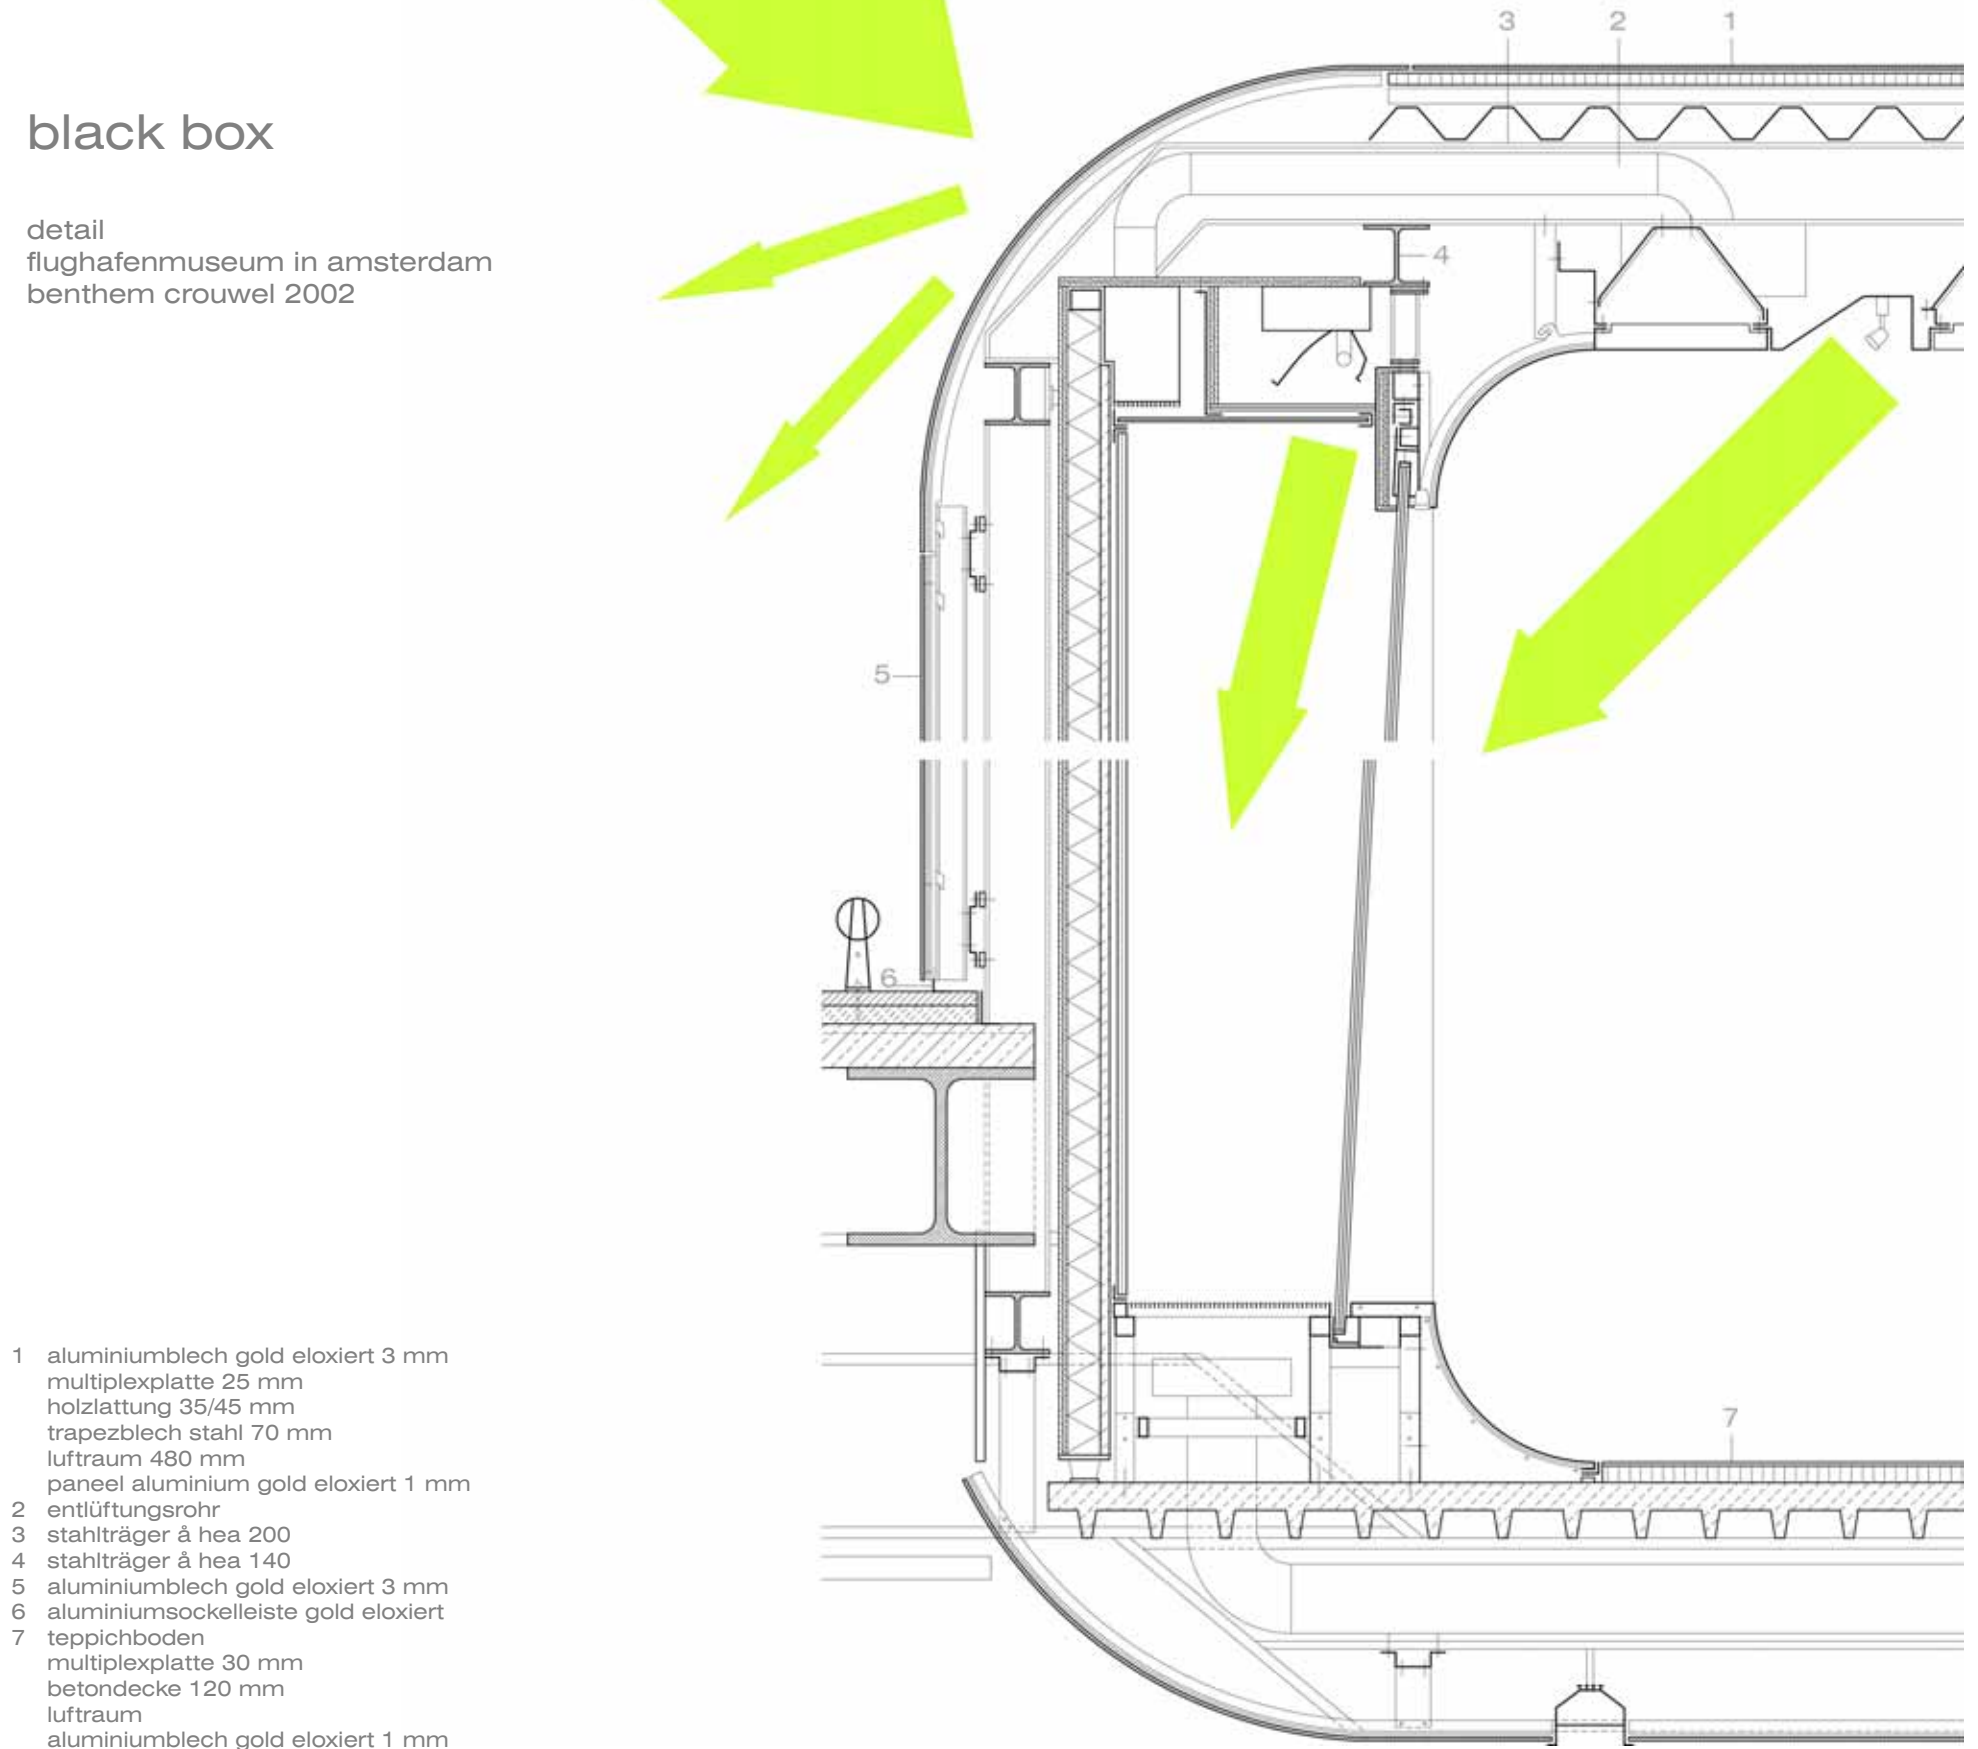 black box
detail
flughafenmuseum in amsterdam
benthem crouwel 2002
3 2 1
4
5
6
7
1 aluminiumblech gold eloxiert 3 mm
multiplexplatte 25 mm
holzlattung 35/45 mm
trapezblech stahl 70 mm
luftraum 480 mm
paneel aluminium gold eloxiert 1 mm
2 entlüftungsrohr
3 stahlträger å hea 200
4 stahlträger å hea 140
5 aluminiumblech gold eloxiert 3 mm
6 aluminiumsockelleiste gold eloxiert
7 teppichboden
multiplexplatte 30 mm
betondecke 120 mm
luftraum
aluminiumblech gold eloxiert 1 mm